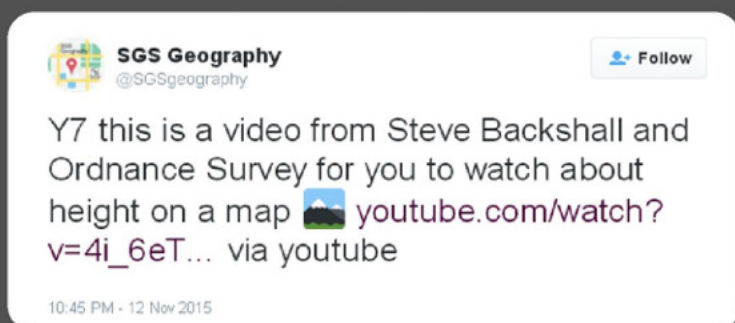 SGS Geography
@SGSgeography
Follow
Y7 this is a video from Steve Backshall and
Ordnance Survey for you to watch about
height on a map 🏔️ youtube.com/watch?
v=4i_6eT... via youtube
10:45 PM - 12 Nov 2015